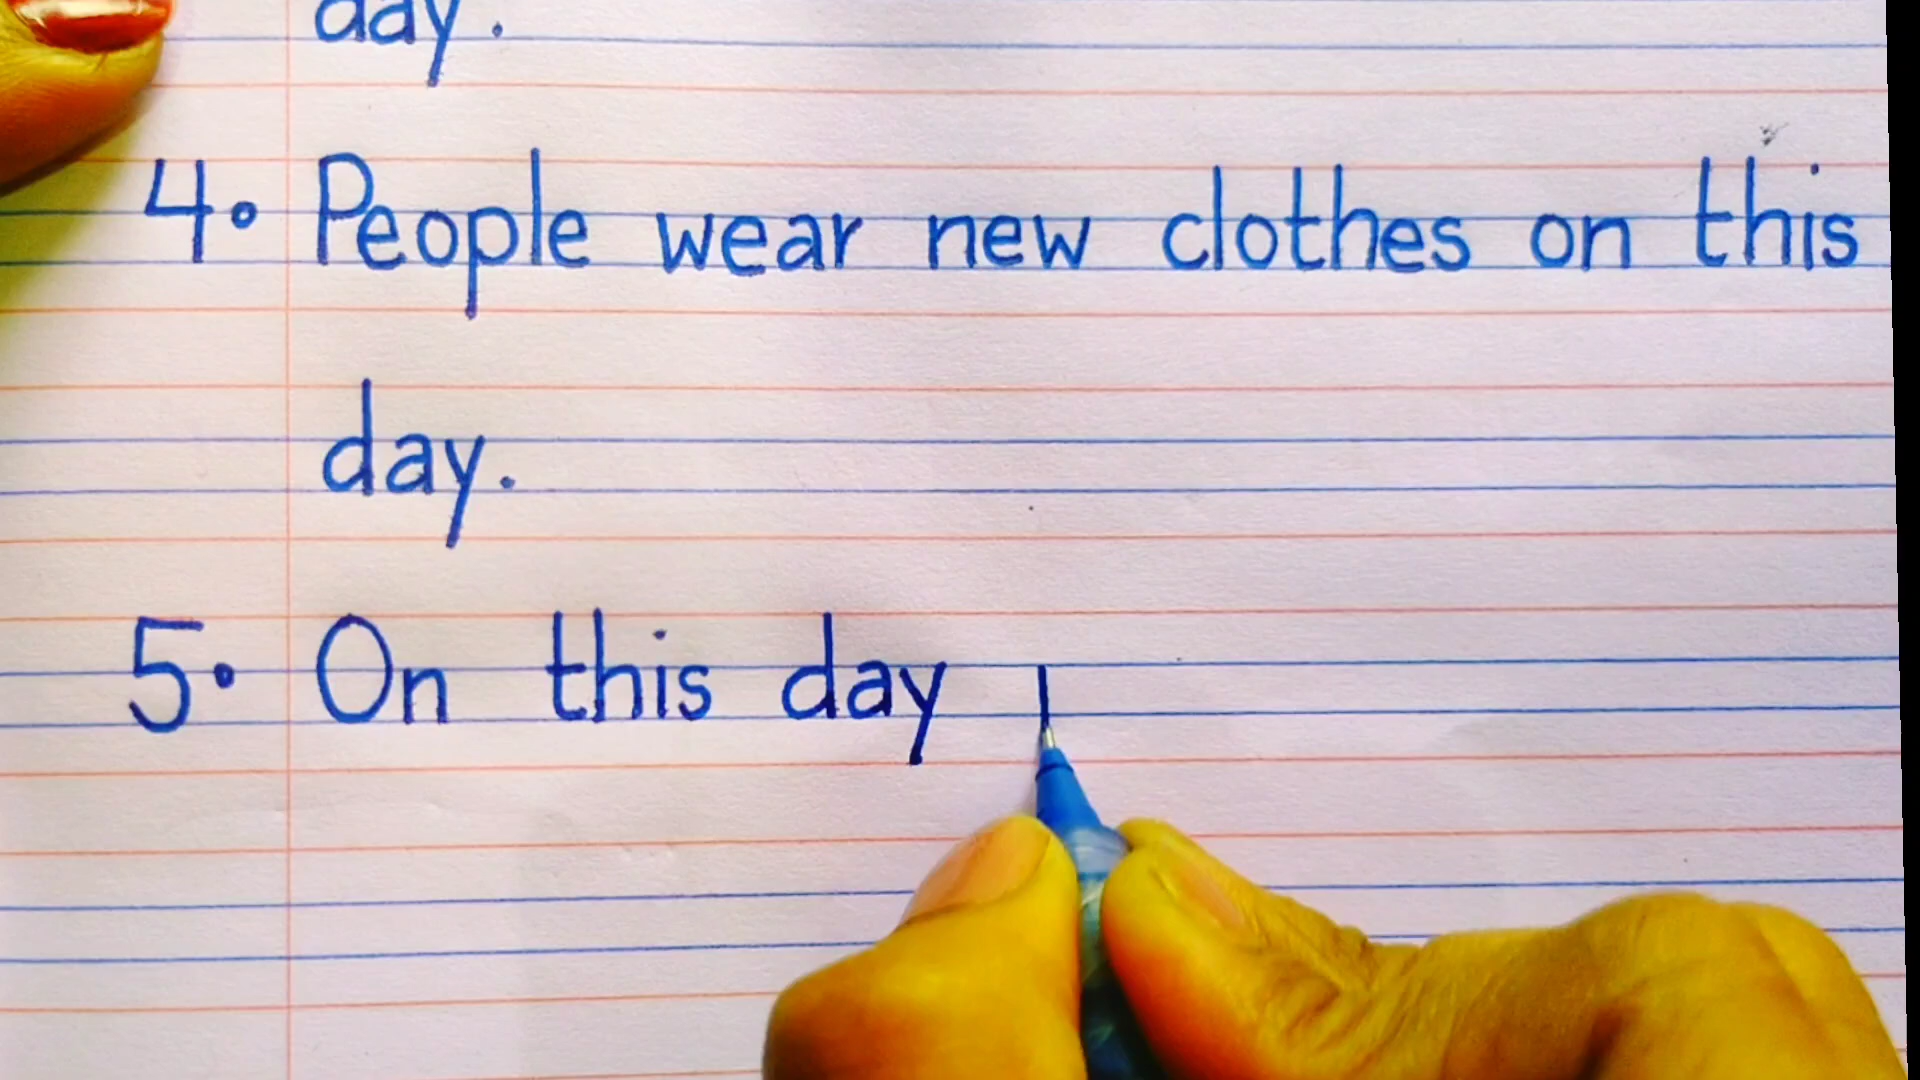 day.
4. People wear new clothes on this
day.
5. On this day